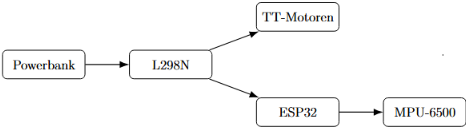 TT-Motoren
Powerbank
L298N
ESP32
MPU-6500